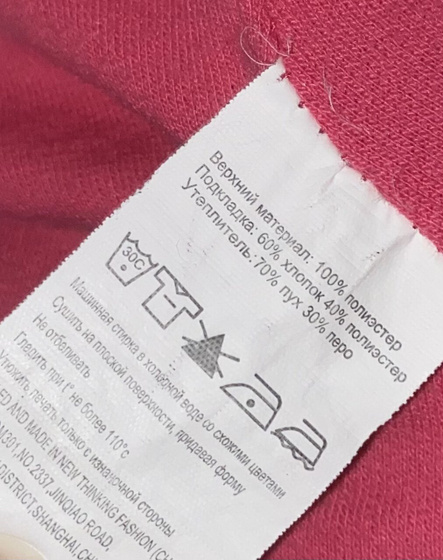 Верхний материал: 100% полиэстер
Подкладка: 60% хлопок 40% полиэстер
Утеплитель:70% пух 30% перо
30C
Машинная стирка в холодной воде со схожими цветами
Сушить на плоской поверхности, придавая форму
Не отбеливать
Гладить при t° не более 110°c
Утюжить печать только с изнаночной стороны
ED AND MADE IN NEW THINKING FASHION (C
M301,NO.2337,JINQIAO ROAD,
DISTRICT,SHANGHAI,CH